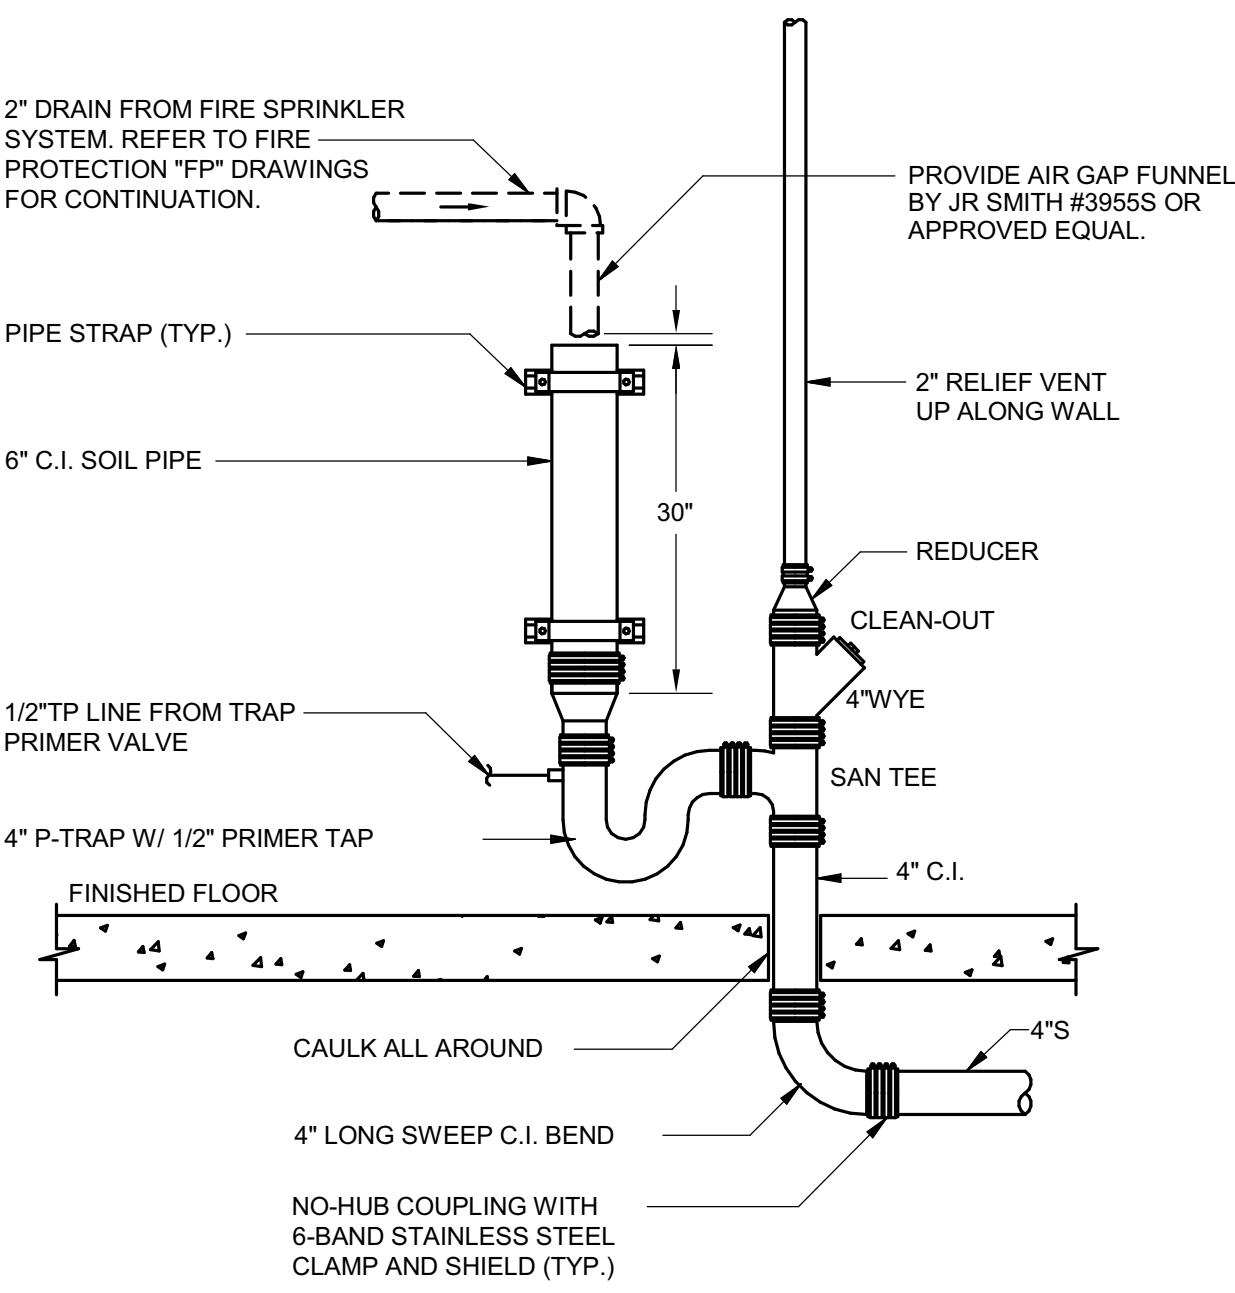 2" DRAIN FROM FIRE SPRINKLER
SYSTEM. REFER TO FIRE
PROTECTION "FP" DRAWINGS
FOR CONTINUATION.
PROVIDE AIR GAP FUNNEL
BY JR SMITH #3955S OR
APPROVED EQUAL.
PIPE STRAP (TYP.)
2" RELIEF VENT
UP ALONG WALL
6" C.I. SOIL PIPE
30"
REDUCER
CLEAN-OUT
4"WYE
1/2"TP LINE FROM TRAP
PRIMER VALVE
SAN TEE
4" P-TRAP W/ 1/2" PRIMER TAP
4" C.I.
FINISHED FLOOR
CAULK ALL AROUND
4"S
4" LONG SWEEP C.I. BEND
NO-HUB COUPLING WITH
6-BAND STAINLESS STEEL
CLAMP AND SHIELD (TYP.)